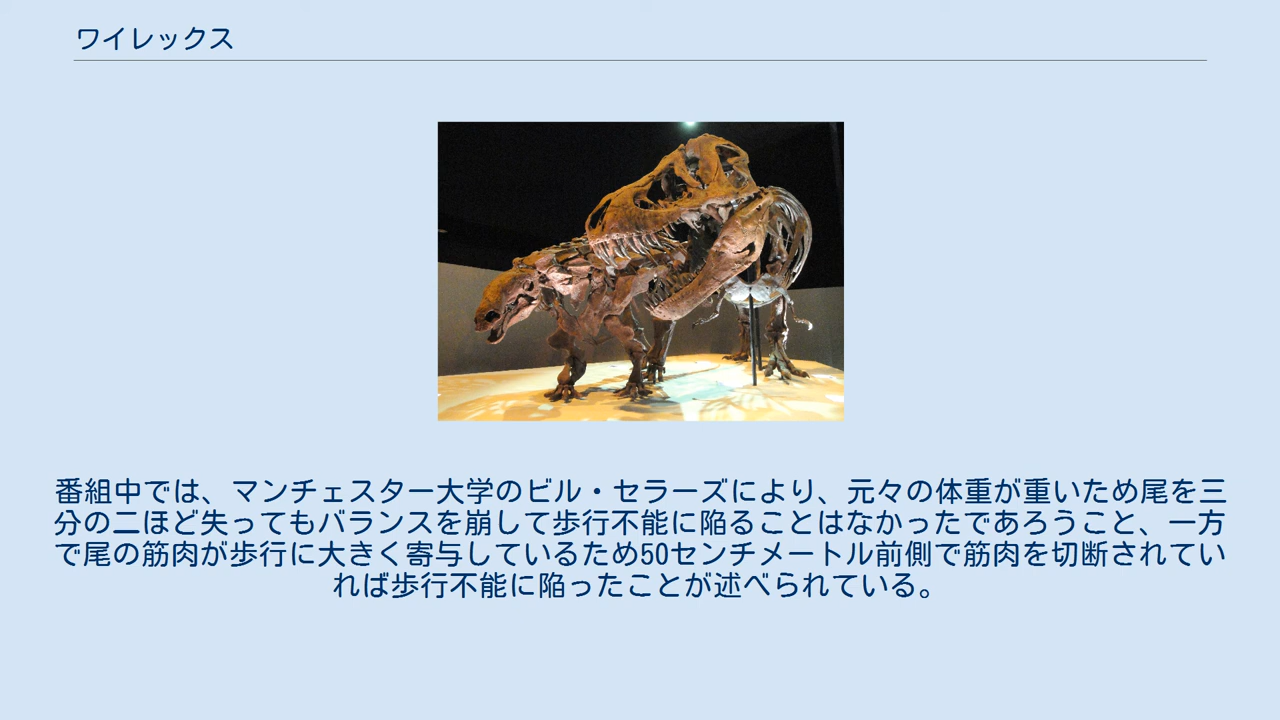 ワイレックス
番組中では、マンチェスター大学のビル・セラーズにより、元々の体重が重いため尾を三
分の二ほど失ってもバランスを崩して歩行不能に陥ることはなかったであろうこと、一方
で尾の筋肉が歩行に大きく寄与しているため50センチメートル前側で筋肉を切断されてい
れば歩行不能に陥ったことが述べられている。